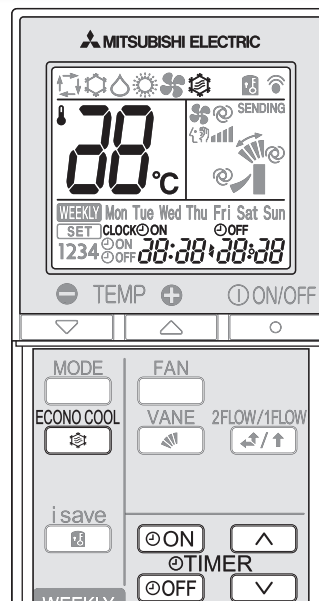 MITSUBISHI ELECTRIC
SENDING
88°C
WEEKLY Mon Tue Wed Thu Fri Sat Sun
SET CLOCK ON OFF
1234 ON OFF 88:88 88:88
TEMP ON/OFF
MODE FAN
ECONO COOL VANE 2FLOW/1FLOW
i save
ON
TIMER
OFF
WEEKLY